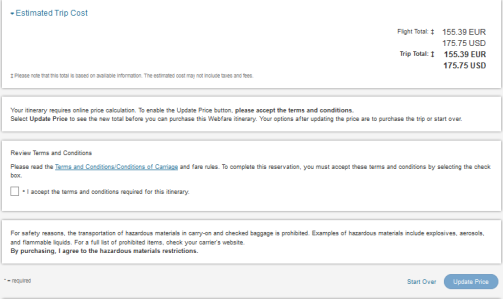 Estimated Trip Cost
Flight Total: ‡ 155.39 EUR
175.75 USD
Trip Total: ‡ 155.39 EUR
175.75 USD
‡ Please note that this total is based on available information. The estimated cost may not include taxes and fees.
Your itinerary requires online price calculation. To enable the Update Price button, please accept the terms and conditions.
Select Update Price to see the new total before you can purchase this Webfare itinerary. Your options after updating the price are to purchase the trip or start over.
Review Terms and Conditions
Please read the Terms and Conditions/Conditions of Carriage and fare rules. To complete this reservation, you must accept these terms and conditions by selecting the check
box.
* I accept the terms and conditions required for this itinerary.
For safety reasons, the transportation of hazardous materials in carry-on and checked baggage is prohibited. Examples of hazardous materials include explosives, aerosols,
and flammable liquids. For a full list of prohibited items, check your carrier's website.
By purchasing, I agree to the hazardous materials restrictions.
* = required
Start Over Update Price